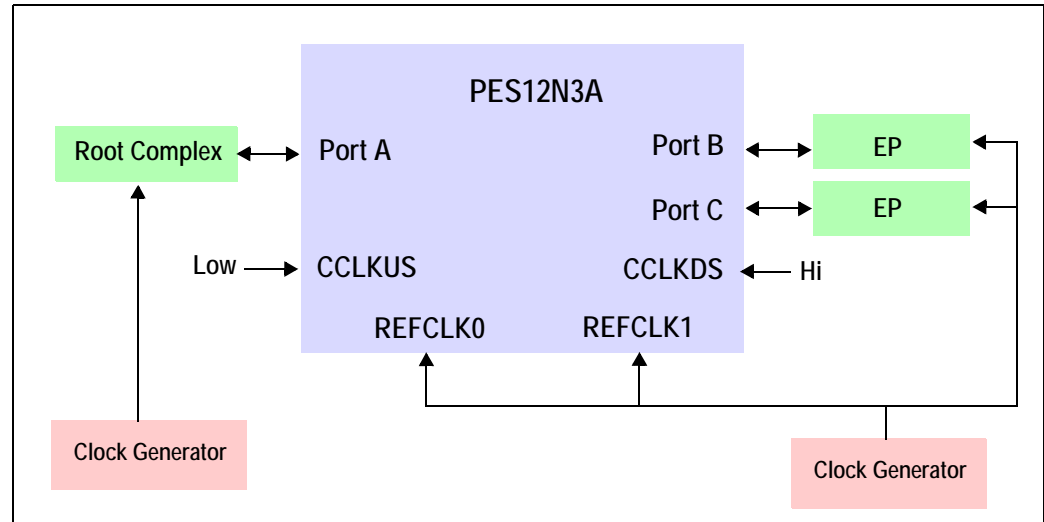 PES12N3A
Root Complex
Port A
Port B
EP
Port C
EP
Low
CCLKUS
CCLKDS
Hi
REFCLK0
REFCLK1
Clock Generator
Clock Generator